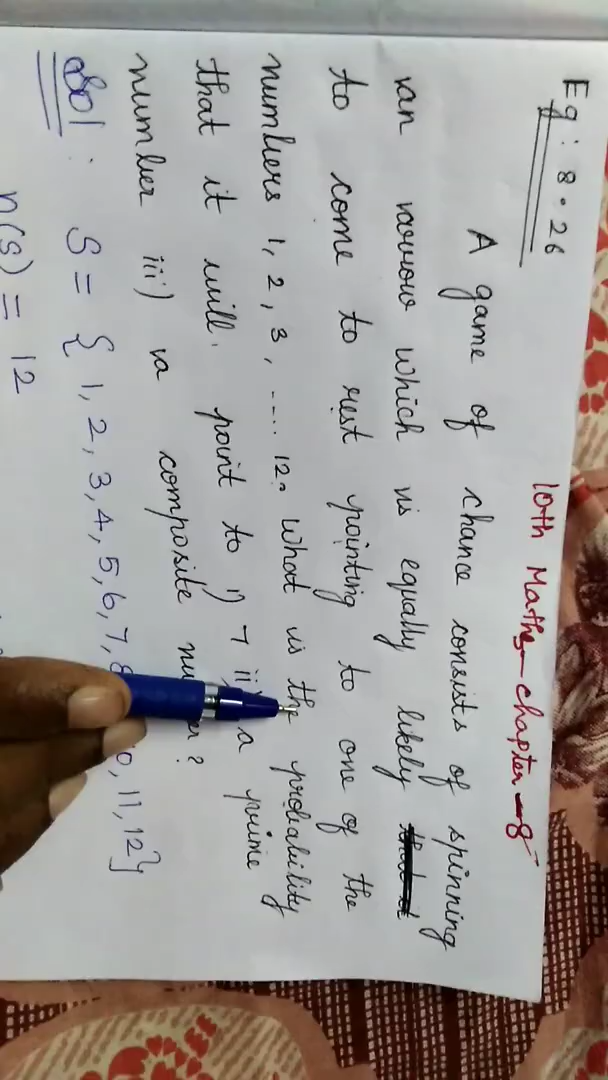 10th Maths - chapter - 8
Eg : 8.26
A game of chance consists of spinning
an arrow which is equally likely
to come to rest pointing to one of the
numbers 1, 2, 3, .... 12. What is the probability
that it will point to i) 7 ii) a prime
number iii) a composite number?
Sol : S = { 1, 2, 3, 4, 5, 6, 7, 8 10, 11, 12}
n(S) = 12